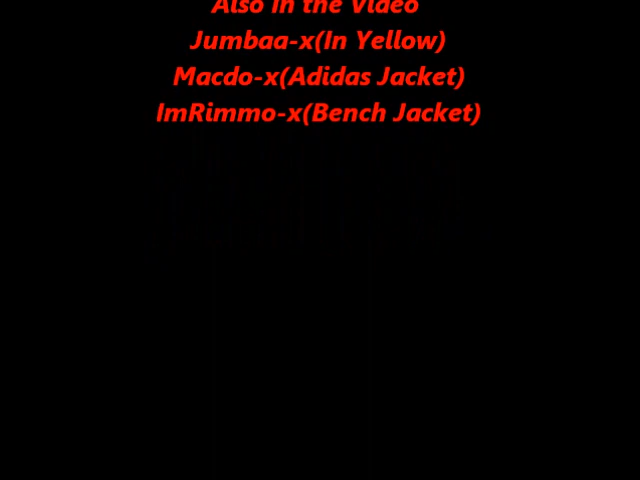 Also in the Video
Jumbaa-x(In Yellow)
Macdo-x(Adidas Jacket)
ImRimmo-x(Bench Jacket)